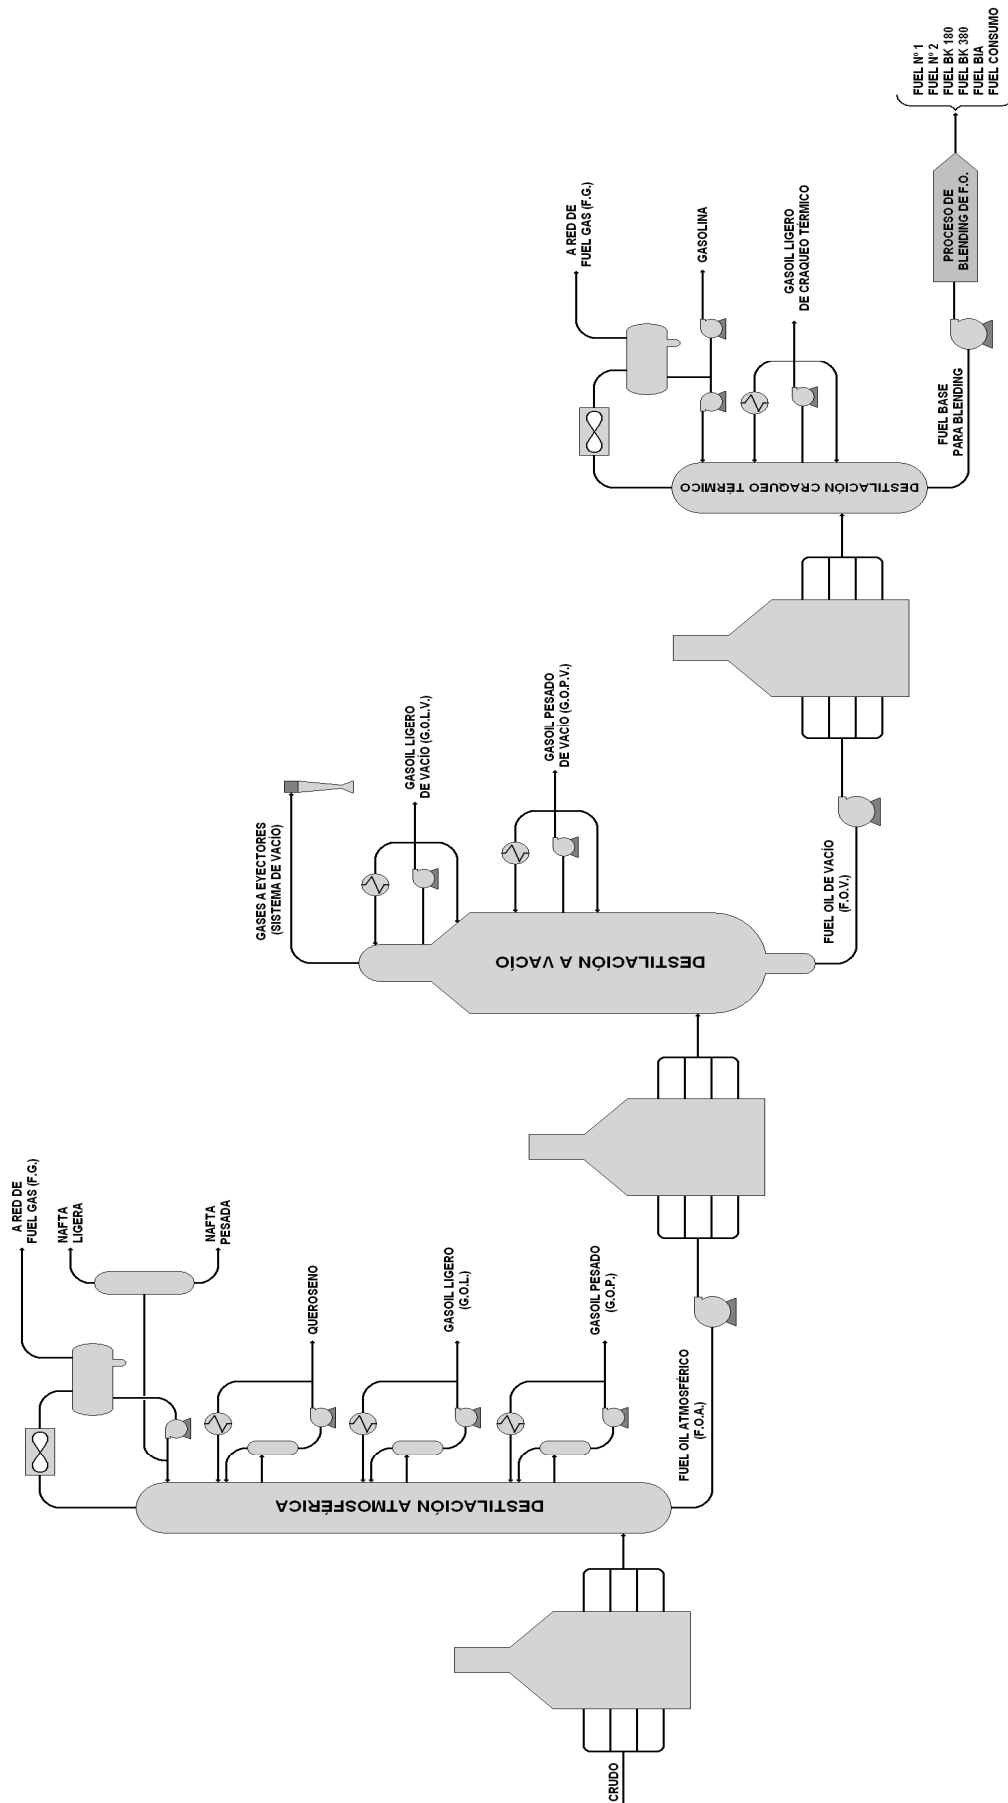 CRUDO
DESTILACIÓN ATMOSFÉRICA
A RED DE
FUEL GAS (F.G.)
NAFTA
LIGERA
NAFTA
PESADA
QUEROSENO
GASOIL LIGERO
(G.O.L.)
GASOIL PESADO
(G.O.P.)
FUEL OIL ATMOSFÉRICO
(F.O.A.)
GASES A EYECTORES
(SISTEMA DE VACÍO)
DESTILACIÓN A VACÍO
GASOIL LIGERO
DE VACÍO (G.O.L.V.)
GASOIL PESADO
DE VACÍO (G.O.P.V.)
FUEL OIL DE VACÍO
(F.O.V.)
DESTILACIÓN CRAQUEO TÉRMICO
A RED DE
FUEL GAS (F.G.)
GASOLINA
GASOIL LIGERO
DE CRAQUEO TÉRMICO
FUEL BASE
PARA BLENDING
PROCESO DE
BLENDING DE F.O.
FUEL Nº 1
FUEL Nº 2
FUEL BK 180
FUEL BK 380
FUEL BIA
FUEL CONSUMO